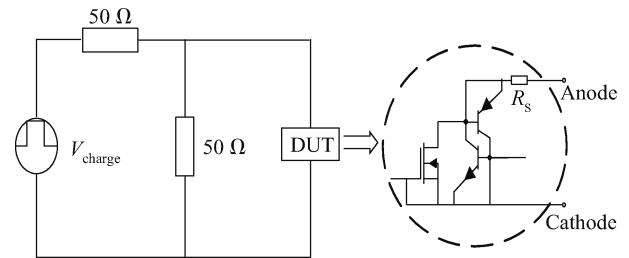 50 Ω
V_charge
50 Ω
DUT
R_S
Anode
Cathode